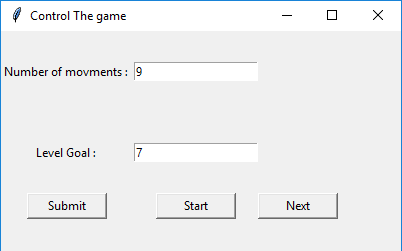 Control The game
Number of movments : 9
Level Goal : 7
Submit Start Next